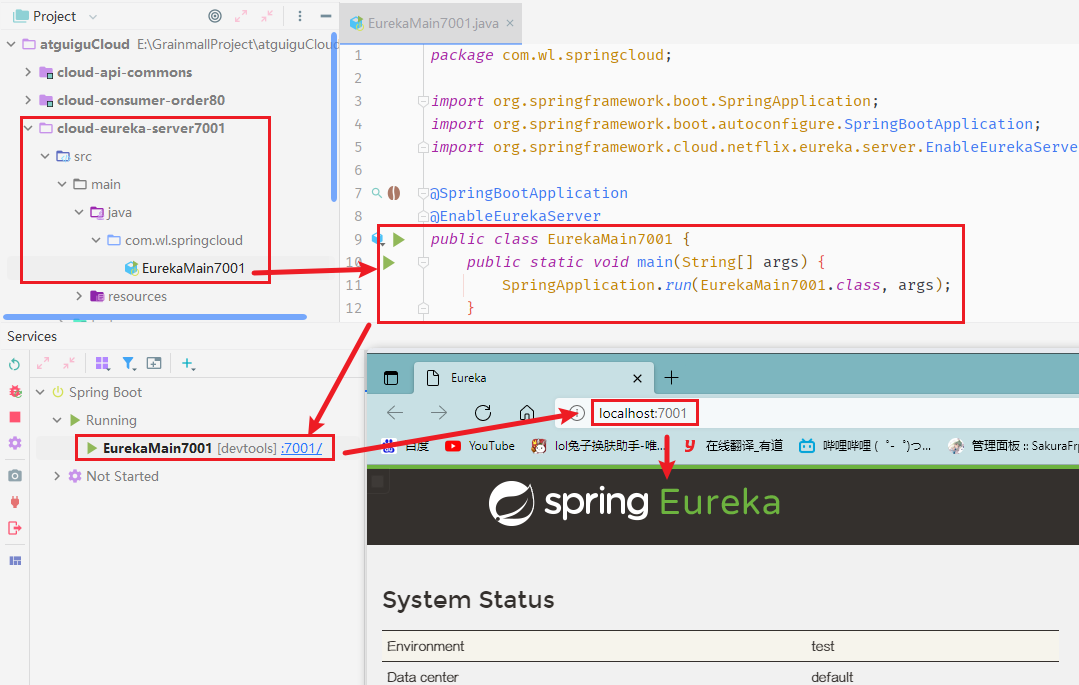 Project
EurekaMain7001.java
atguiguCloud E:\GrainmallProject\atguiguClou
cloud-api-commons
cloud-consumer-order80
cloud-eureka-server7001
src
main
java
com.wl.springcloud
EurekaMain7001
resources
1 package com.wl.springcloud;
2
3 import org.springframework.boot.SpringApplication;
4 import org.springframework.boot.autoconfigure.SpringBootApplication;
5 import org.springframework.cloud.netflix.eureka.server.EnableEurekaServe
6
7 @SpringBootApplication
8 @EnableEurekaServer
9 public class EurekaMain7001 {
10 public static void main(String[] args) {
11 SpringApplication.run(EurekaMain7001.class, args);
12 }
Services
Spring Boot
Running
EurekaMain7001 [devtools] :7001/
Not Started
Eureka
localhost:7001
百度 YouTube lol兔子换肤助手-唯... 在线翻译_有道 哔哩哔哩 ( ゜- ゜)つ... 管理面板 :: SakuraFr
spring Eureka
System Status
Environment test
Data center default